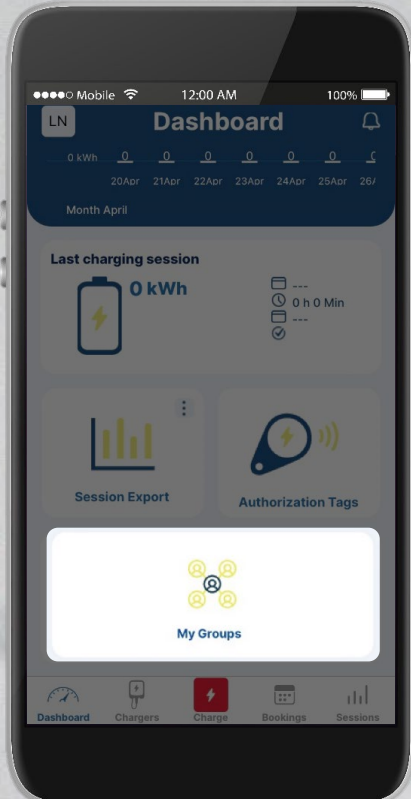 Mobile 12:00 AM 100%
LN Dashboard
0 kWh 0 0 0 0 0 0
20Apr 21Apr 22Apr 23Apr 24Apr 25Apr
Month April
Last charging session
0 kWh
---
0 h 0 Min
---
Session Export
Authorization Tags
My Groups
Dashboard Chargers Charge Bookings Sessions